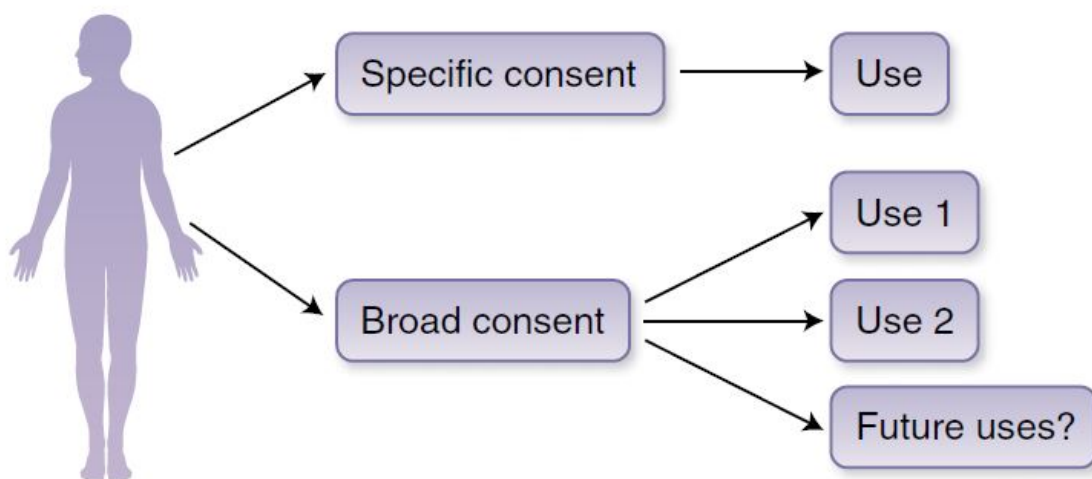 Specific consent
Use
Broad consent
Use 1
Use 2
Future uses?